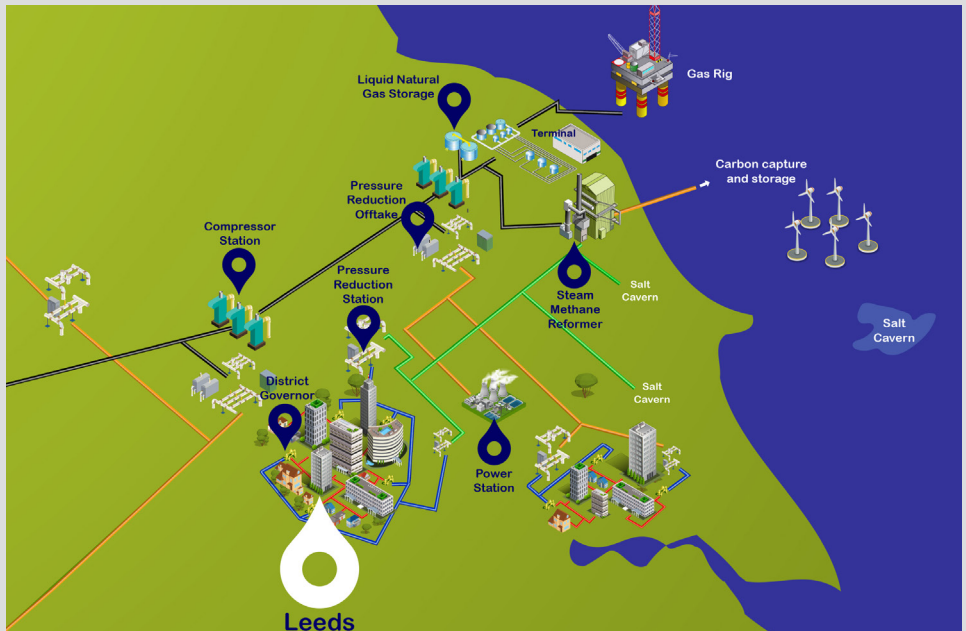 Gas Rig
Liquid Natural
Gas Storage
Terminal
Carbon capture
and storage
Pressure
Reduction
Offtake
Compressor
Station
Pressure
Reduction
Station
Salt
Cavern
Steam
Methane
Reformer
Salt
Cavern
District
Governor
Salt
Cavern
Power
Station
Leeds